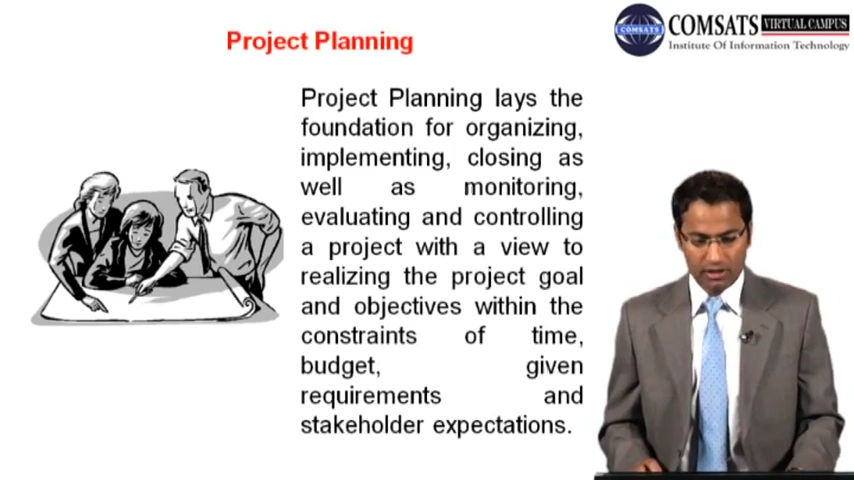 Project Planning
COMSATS
COMSATS VIRTUAL CAMPUS
Institute Of Information Technology
Project Planning lays the
foundation for organizing,
implementing, closing as
well as monitoring,
evaluating and controlling
a project with a view to
realizing the project goal
and objectives within the
constraints of time,
budget, given
requirements and
stakeholder expectations.